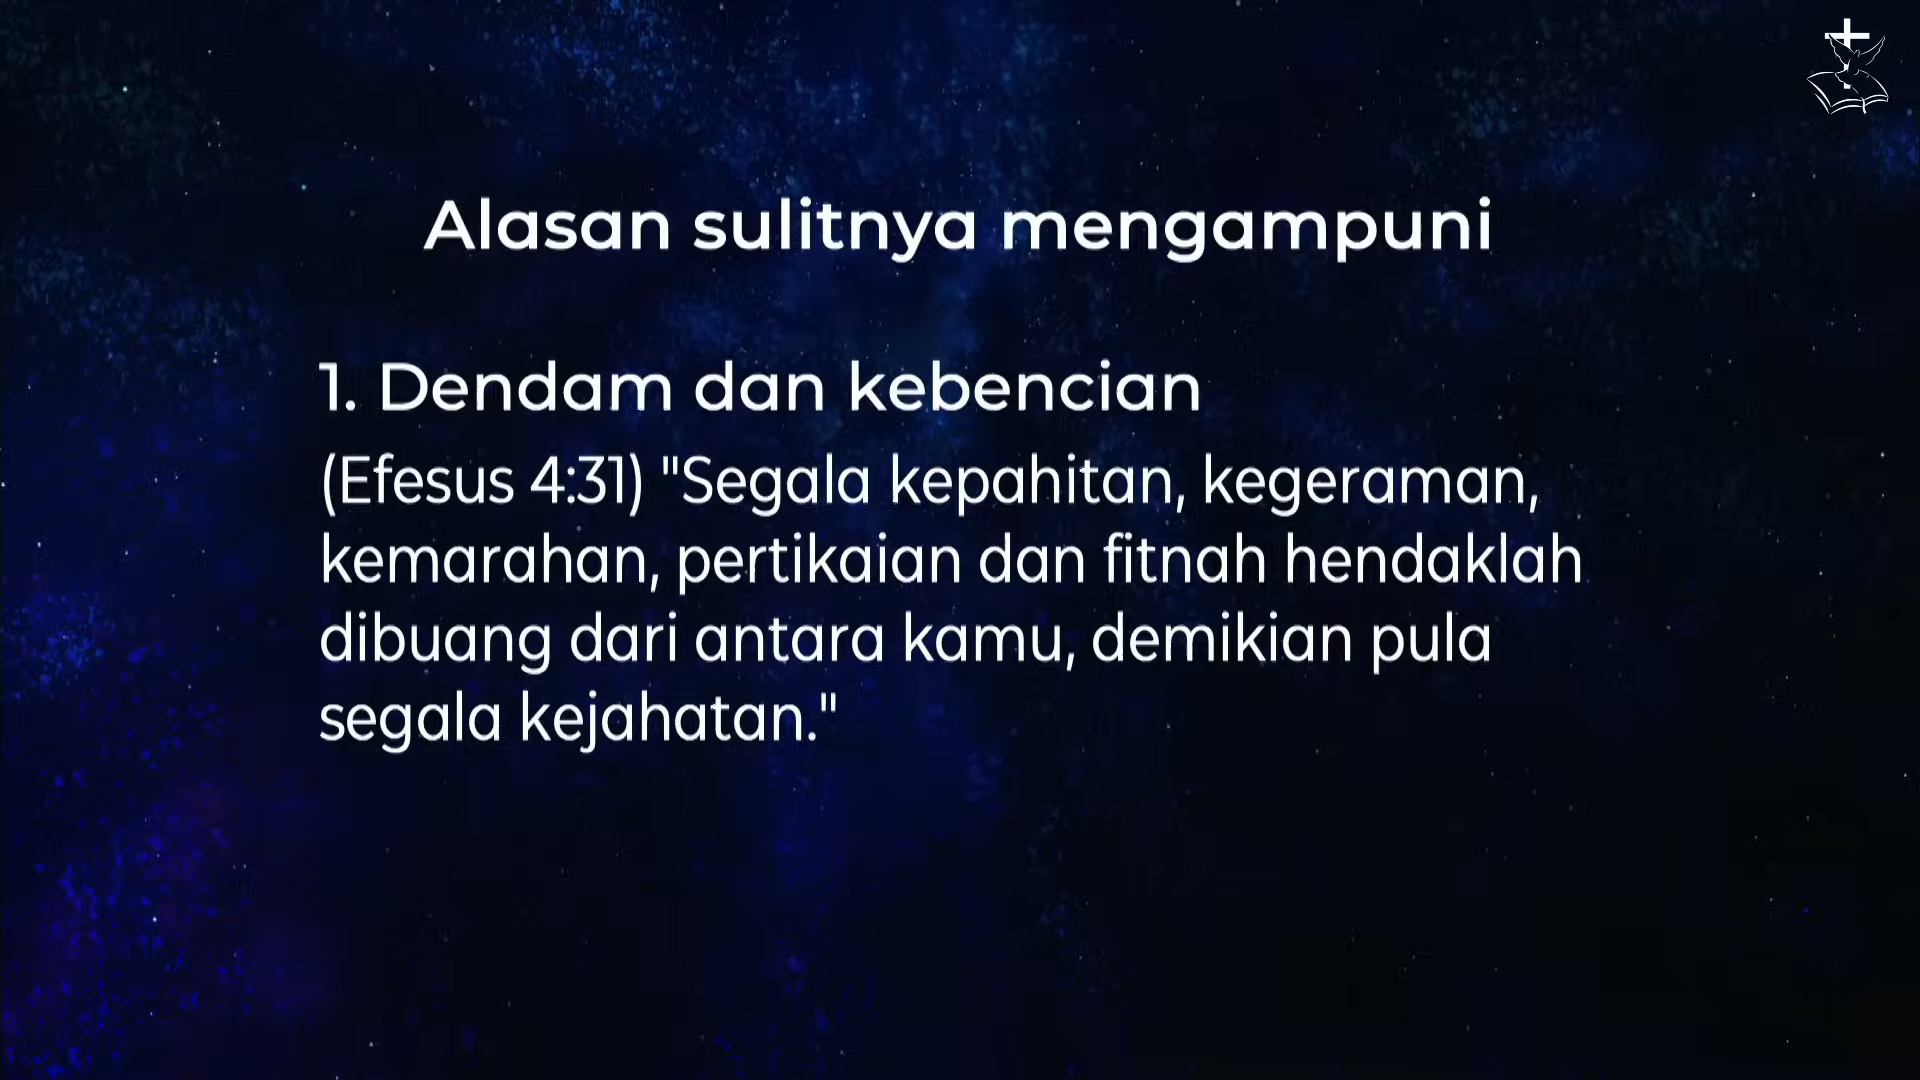 Alasan sulitnya mengampuni
1. Dendam dan kebencian
(Efesus 4:31) "Segala kepahitan, kegeraman,
kemarahan, pertikaian dan fitnah hendaklah
dibuang dari antara kamu, demikian pula
segala kejahatan."